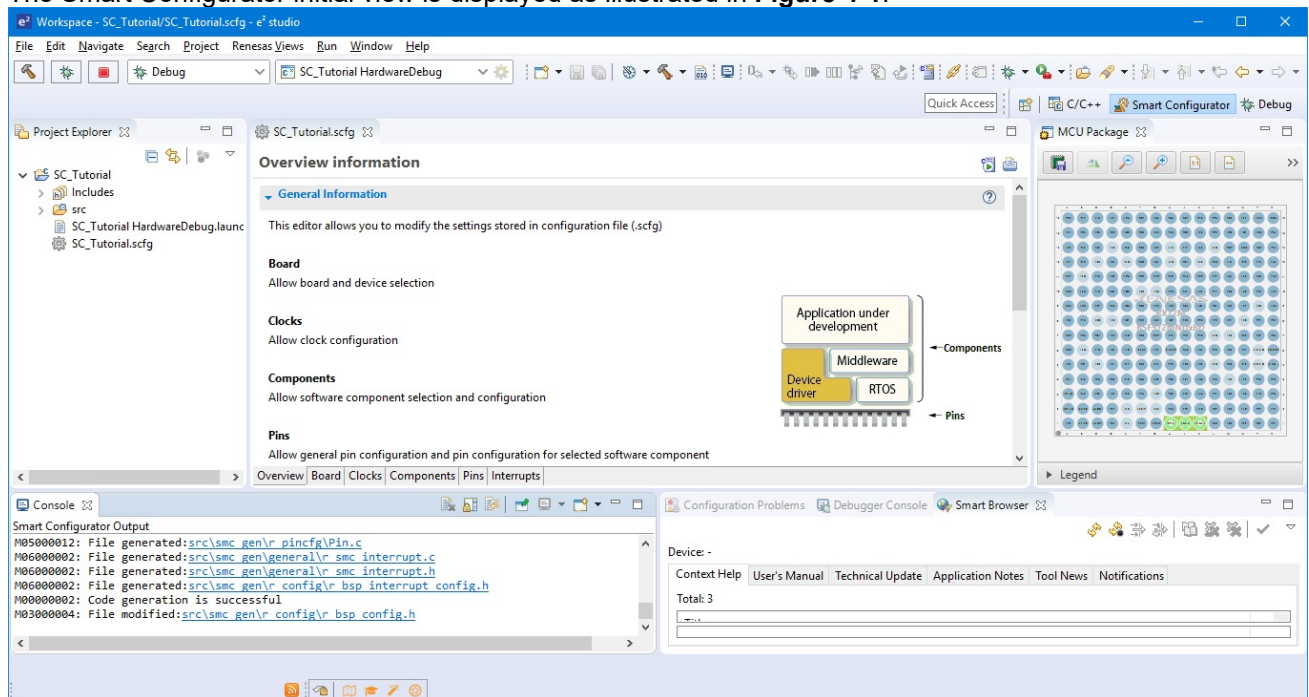 The Smart Configurator initial view is displayed as illustrated in Figure 4-1.
Workspace - SC_Tutorial/SC_Tutorial.scfg - e² studio
File Edit Navigate Search Project Renesas Views Run Window Help
Debug
SC_Tutorial HardwareDebug
Quick Access
C/C++
Smart Configurator
Debug
Project Explorer
SC_Tutorial
Includes
src
SC_Tutorial HardwareDebug.launc
SC_Tutorial.scfg
SC_Tutorial.scfg
Overview information
General Information
This editor allows you to modify the settings stored in configuration file (.scfg)
Board
Allow board and device selection
Clocks
Allow clock configuration
Components
Allow software component selection and configuration
Pins
Allow general pin configuration and pin configuration for selected software component
Application under
development
Middleware
Device
driver
RTOS
Components
Pins
Overview Board Clocks Components Pins Interrupts
MCU Package
Legend
Console
Smart Configurator Output
M05000012: File generated:src\smc_gen\r_pincfg\Pin.c
M06000002: File generated:src\smc_gen\general\r_smc_interrupt.c
M06000002: File generated:src\smc_gen\general\r_smc_interrupt.h
M06000002: File generated:src\smc_gen\r_config\r_bsp_interrupt_config.h
M00000002: Code generation is successful
M03000004: File modified:src\smc_gen\r_config\r_bsp_config.h
Configuration Problems Debugger Console Smart Browser
Device: -
Context Help User's Manual Technical Update Application Notes Tool News Notifications
Total: 3